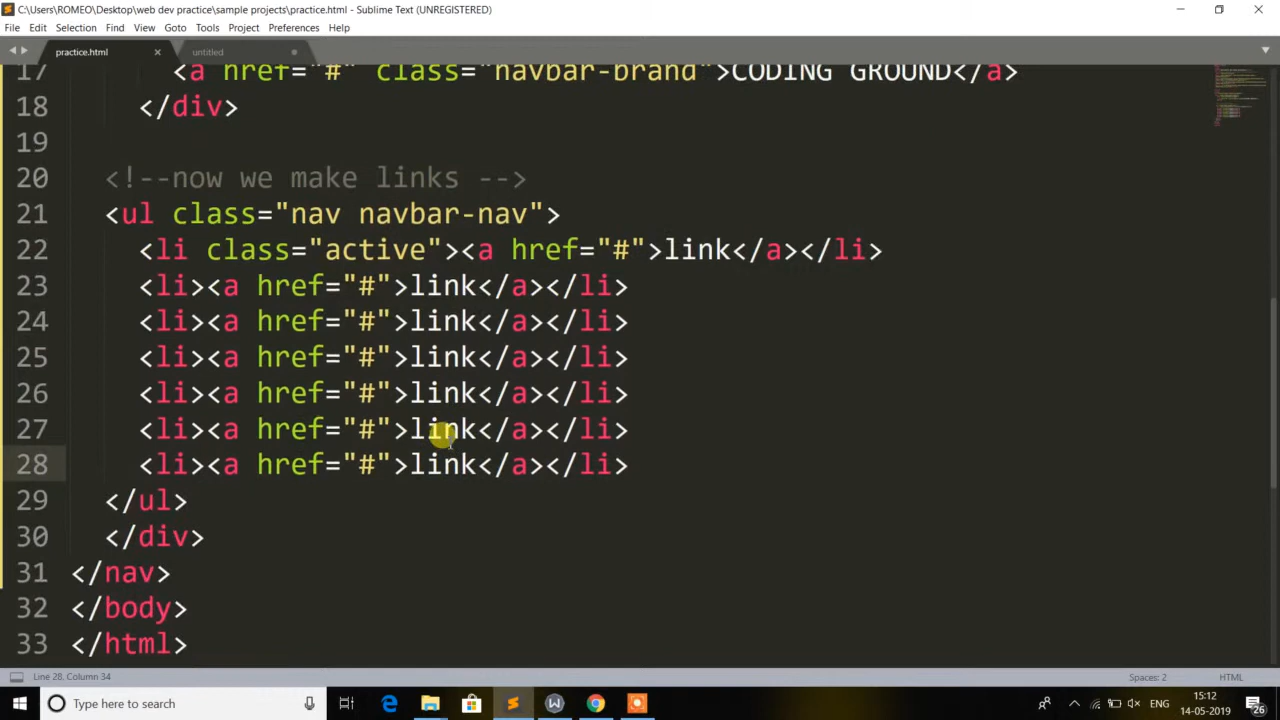 C:\Users\ROMEO\Desktop\web dev practice\sample projects\practice.html - Sublime Text (UNREGISTERED)
File Edit Selection Find View Goto Tools Project Preferences Help
practice.html untitled
17 <a href="#" class="navbar-brand">CODING GROUND</a>
18 </div>
19
20 <!--now we make links -->
21 <ul class="nav navbar-nav">
22 <li class="active"><a href="#">link</a></li>
23 <li><a href="#">link</a></li>
24 <li><a href="#">link</a></li>
25 <li><a href="#">link</a></li>
26 <li><a href="#">link</a></li>
27 <li><a href="#">link</a></li>
28 <li><a href="#">link</a></li>
29 </ul>
30 </div>
31 </nav>
32 </body>
33 </html>
Line 28, Column 34 Spaces: 2 HTML
Type here to search ENG 15:12
14-05-2019 26